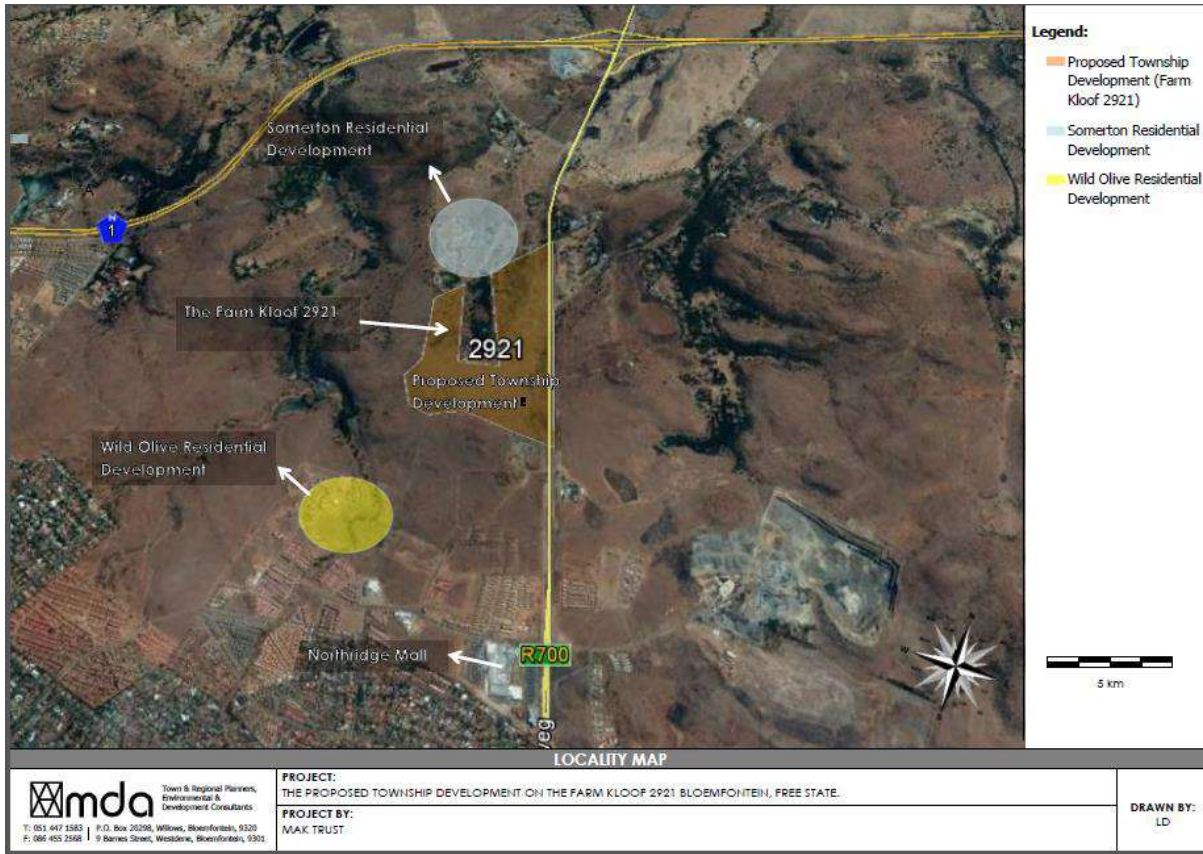 Somerton Residential
Development
N
1
The Farm Kloof 2921
2921
Proposed Township
Development
Wild Olive Residential
Development
Northridge Mall
R700
weg
Legend:
Proposed Township
Development (Farm
Kloof 2921)
Somerton Residential
Development
Wild Olive Residential
Development
5 km
LOCALITY MAP
mda
Town & Regional Planners,
Environmental &
Development Consultants
T: 051 447 1583
F: 086 455 2568
P.O. Box 20298, Willows, Bloemfontein, 9320
9 Barnes Street, Westdene, Bloemfontein, 9301
PROJECT:
THE PROPOSED TOWNSHIP DEVELOPMENT ON THE FARM KLOOF 2921 BLOEMFONTEIN, FREE STATE.
PROJECT BY:
MAK TRUST
DRAWN BY:
LD